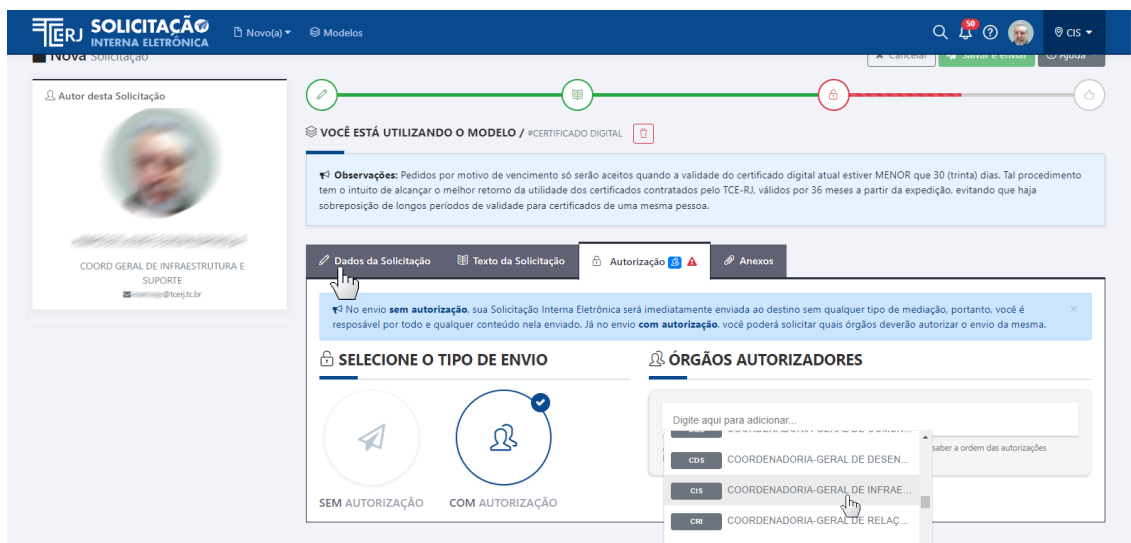 TCERJ SOLICITAÇÃO
INTERNA ELETRÔNICA
Novo(a)
Modelos
50
CIS
Nova Solicitação
Cancelar
Salvar e enviar
Ajuda
Autor desta Solicitação
COORD GERAL DE INFRAESTRUTURA E
SUPORTE
@tcerj.tc.br
VOCÊ ESTÁ UTILIZANDO O MODELO / #CERTIFICADO DIGITAL
Observações: Pedidos por motivo de vencimento só serão aceitos quando a validade do certificado digital atual estiver MENOR que 30 (trinta) dias. Tal procedimento
tem o intuito de alcançar o melhor retorno da utilidade dos certificados contratados pelo TCE-RJ, válidos por 36 meses a partir da expedição, evitando que haja
sobreposição de longos períodos de validade para certificados de uma mesma pessoa.
Dados da Solicitação
Texto da Solicitação
Autorização
Anexos
No envio sem autorização, sua Solicitação Interna Eletrônica será imediatamente enviada ao destino sem qualquer tipo de mediação, portanto, você é
resposável por todo e qualquer conteúdo nela enviado. Já no envio com autorização, você poderá solicitar quais órgãos deverão autorizar o envio da mesma.
SELECIONE O TIPO DE ENVIO
SEM AUTORIZAÇÃO
COM AUTORIZAÇÃO
ÓRGÃOS AUTORIZADORES
Digite aqui para adicionar...
saber a ordem das autorizações
CDS COORDENADORIA-GERAL DE DESEN...
CIS COORDENADORIA-GERAL DE INFRAE...
CRI COORDENADORIA-GERAL DE RELAÇ...